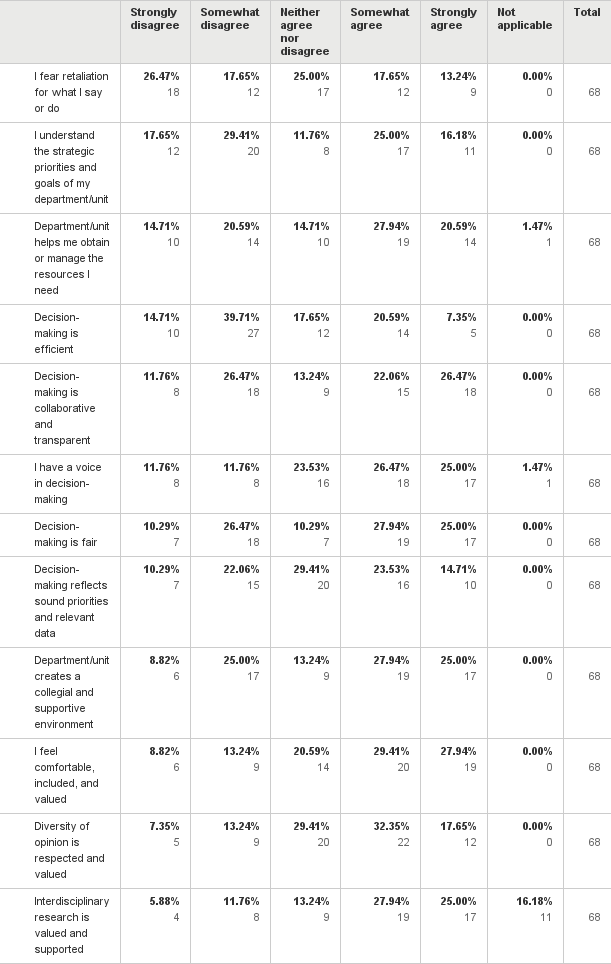 Strongly disagree Somewhat disagree Neither agree nor disagree Somewhat agree Strongly agree Not applicable Total
I fear retaliation 26.47% 17.65% 25.00% 17.65% 13.24% 0.00%
for what I say 18 12 17 12 9 0 68
or do
I understand 17.65% 29.41% 11.76% 25.00% 16.18% 0.00%
the strategic 12 20 8 17 11 0 68
priorities and
goals of my
department/unit
Department/unit 14.71% 20.59% 14.71% 27.94% 20.59% 1.47%
helps me obtain 10 14 10 19 14 1 68
or manage the
resources I
need
Decision- 14.71% 39.71% 17.65% 20.59% 7.35% 0.00%
making is 10 27 12 14 5 0 68
efficient
Decision- 11.76% 26.47% 13.24% 22.06% 26.47% 0.00%
making is 8 18 9 15 18 0 68
collaborative
and
transparent
I have a voice 11.76% 11.76% 23.53% 26.47% 25.00% 1.47%
in decision- 8 8 16 18 17 1 68
making
Decision- 10.29% 26.47% 10.29% 27.94% 25.00% 0.00%
making is fair 7 18 7 19 17 0 68
Decision- 10.29% 22.06% 29.41% 23.53% 14.71% 0.00%
making reflects 7 15 20 16 10 0 68
sound priorities
and relevant
data
Department/unit 8.82% 25.00% 13.24% 27.94% 25.00% 0.00%
creates a 6 17 9 19 17 0 68
collegial and
supportive
environment
I feel 8.82% 13.24% 20.59% 29.41% 27.94% 0.00%
comfortable, 6 9 14 20 19 0 68
included, and
valued
Diversity of 7.35% 13.24% 29.41% 32.35% 17.65% 0.00%
opinion is 5 9 20 22 12 0 68
respected and
valued
Interdisciplinary 5.88% 11.76% 13.24% 27.94% 25.00% 16.18%
research is 4 8 9 19 17 11 68
valued and
supported